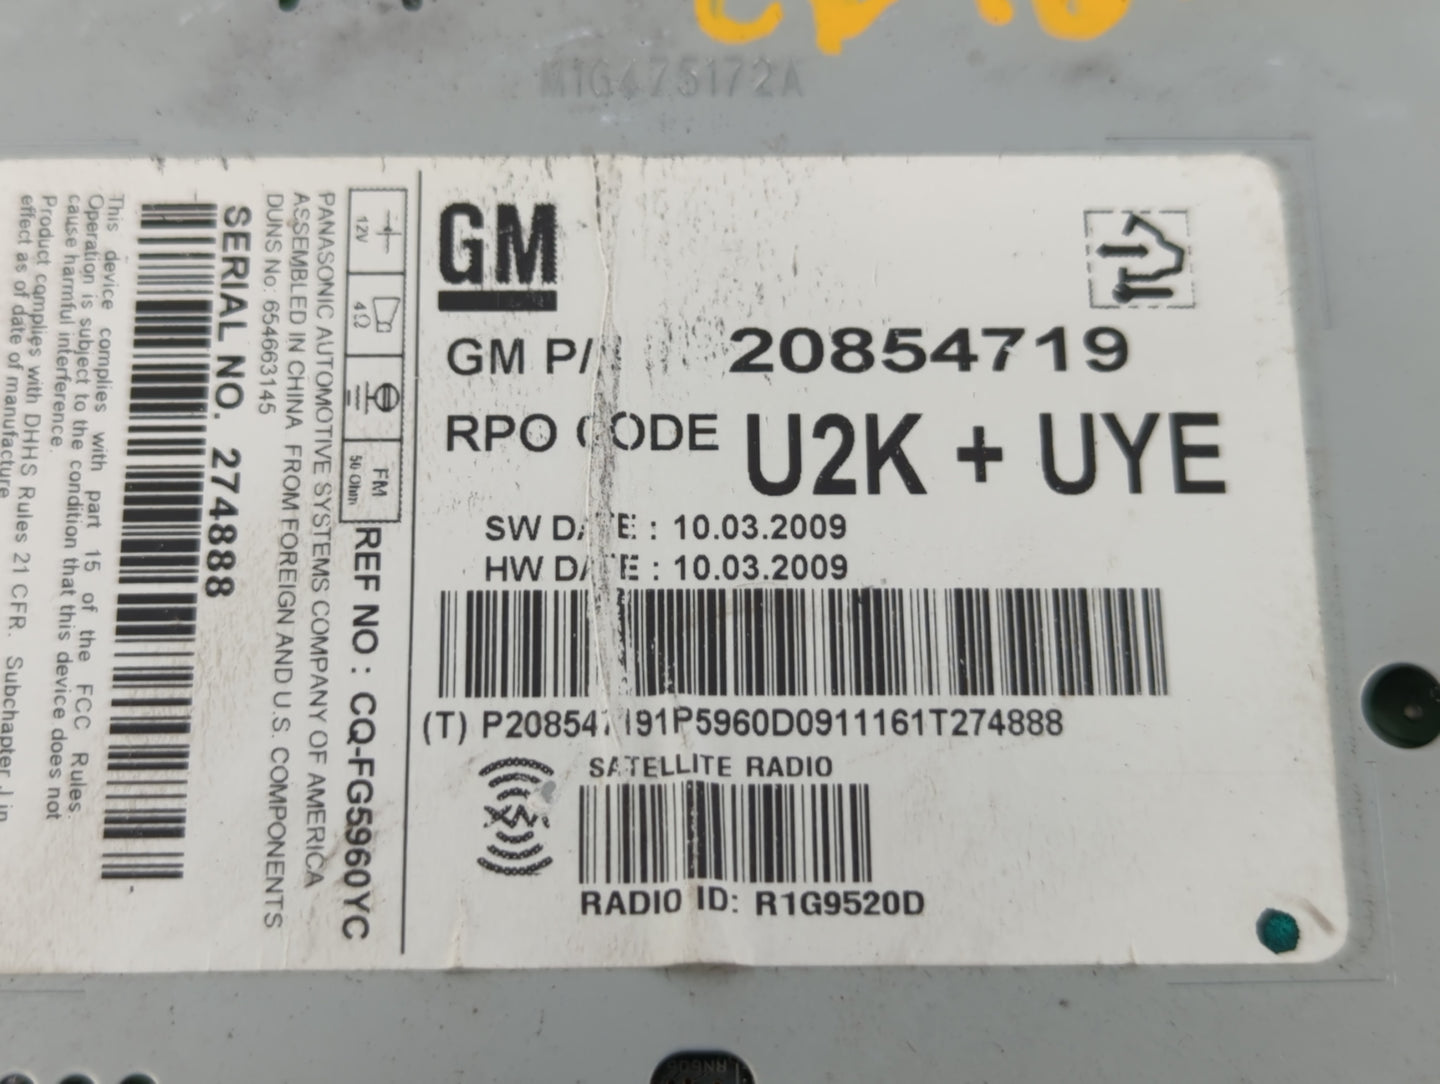 M1G475172A
GM
GM P/
20854719
RPO CODE U2K + UYE
SW DATE : 10.03.2009
HW DATE : 10.03.2009
(T) P208547191P5960D0911161T274888
SATELLITE RADIO
RADIO ID: R1G9520D
12V
4Ω
FM
50 Ohm
REF NO : CQ-FG5960YC
PANASONIC AUTOMOTIVE SYSTEMS COMPANY OF AMERICA
ASSEMBLED IN CHINA FROM FOREIGN AND U.S. COMPONENTS
DUNS No: 654663145
SERIAL NO. 274888
This device complies with part 15 of the FCC Rules.
Operation is subject to the condition that this device does not
cause harmful interference.
Product complies with DHHS Rules 21 CFR. Subchapter J in
effect as of date of manufacture